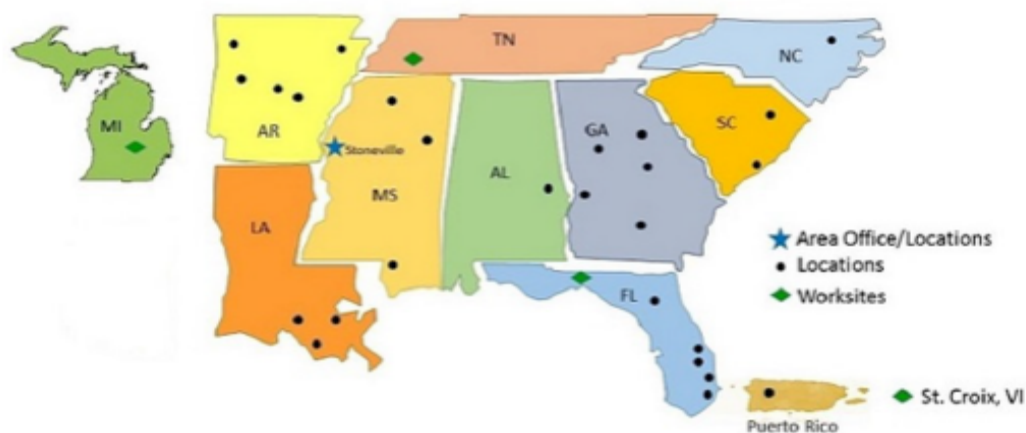 TN
NC
MI
AR
GA
SC
Stoneville
AL
MS
LA
Area Office/Locations
Locations
Worksites
FL
St. Croix, VI
Puerto Rico